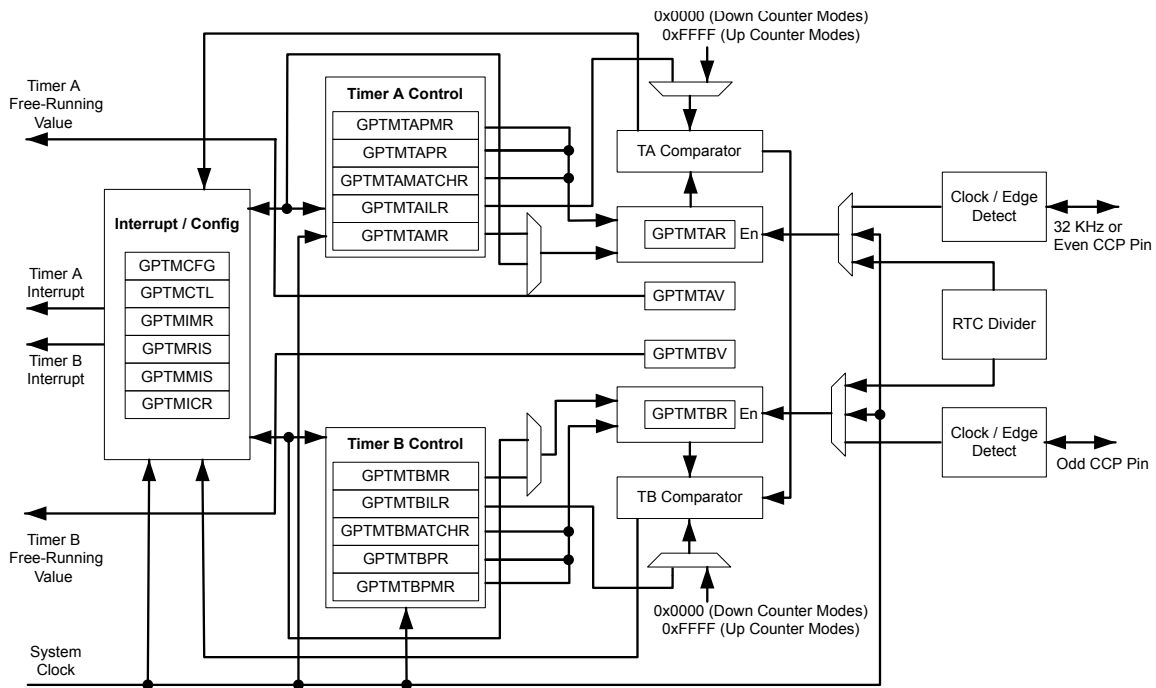 0x0000 (Down Counter Modes)
0xFFFF (Up Counter Modes)
Timer A
Free-Running
Value
Timer A Control
GPTMTAPMR
GPTMTAPR
GPTMTAMATCHR
GPTMTAILR
GPTMTAMR
TA Comparator
GPTMTAR
En
Clock / Edge
Detect
32 KHz or
Even CCP Pin
Interrupt / Config
GPTMCFG
GPTMCTL
GPTMIMR
GPTMRIS
GPTMMIS
GPTMICR
Timer A
Interrupt
Timer B
Interrupt
GPTMTAV
GPTMTBV
RTC Divider
GPTMTBR
En
Clock / Edge
Detect
Odd CCP Pin
Timer B Control
GPTMTBMR
GPTMTBILR
GPTMTBMATCHR
GPTMTBPR
GPTMTBPMR
TB Comparator
Timer B
Free-Running
Value
0x0000 (Down Counter Modes)
0xFFFF (Up Counter Modes)
System
Clock